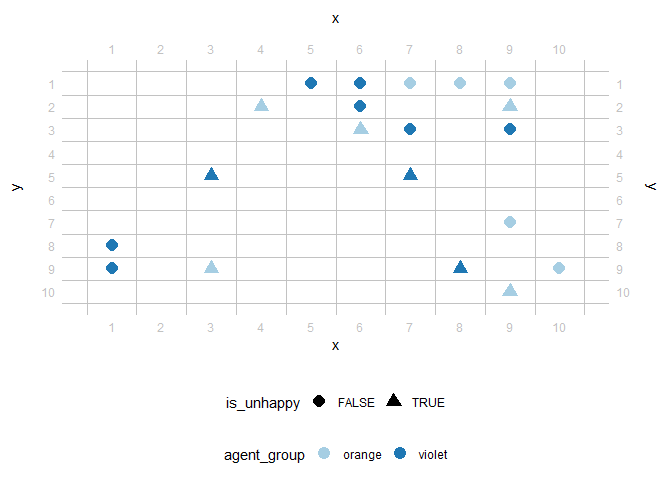 x
1 2 3 4 5 6 7 8 9 10
1 1
2 2
3 3
4 4
y 5 5 y
6 6
7 7
8 8
9 9
10 10
1 2 3 4 5 6 7 8 9 10
x
is_unhappy FALSE TRUE
agent_group orange violet